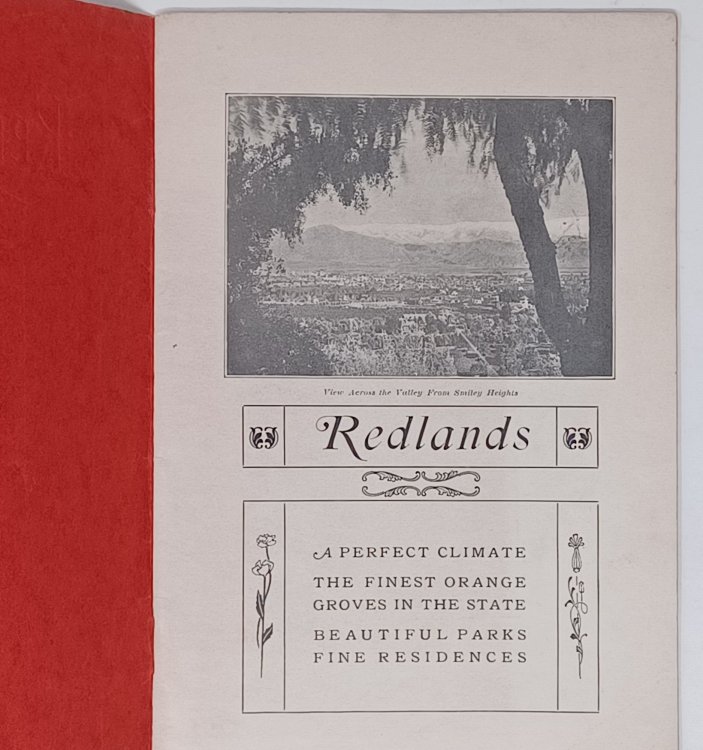 View Across the Valley From Smiley Heights
Redlands
A PERFECT CLIMATE
THE FINEST ORANGE
GROVES IN THE STATE
BEAUTIFUL PARKS
FINE RESIDENCES